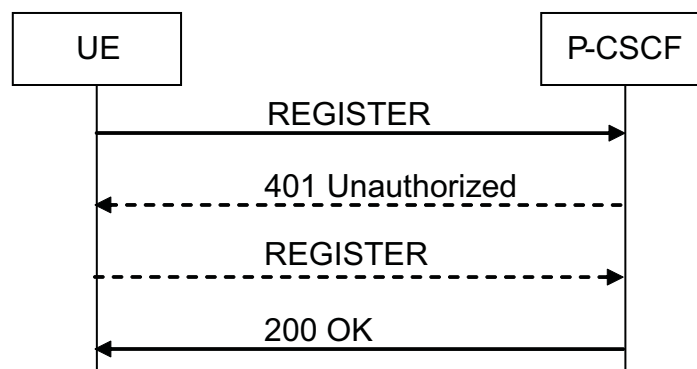 UE
P-CSCF
REGISTER
401 Unauthorized
REGISTER
200 OK